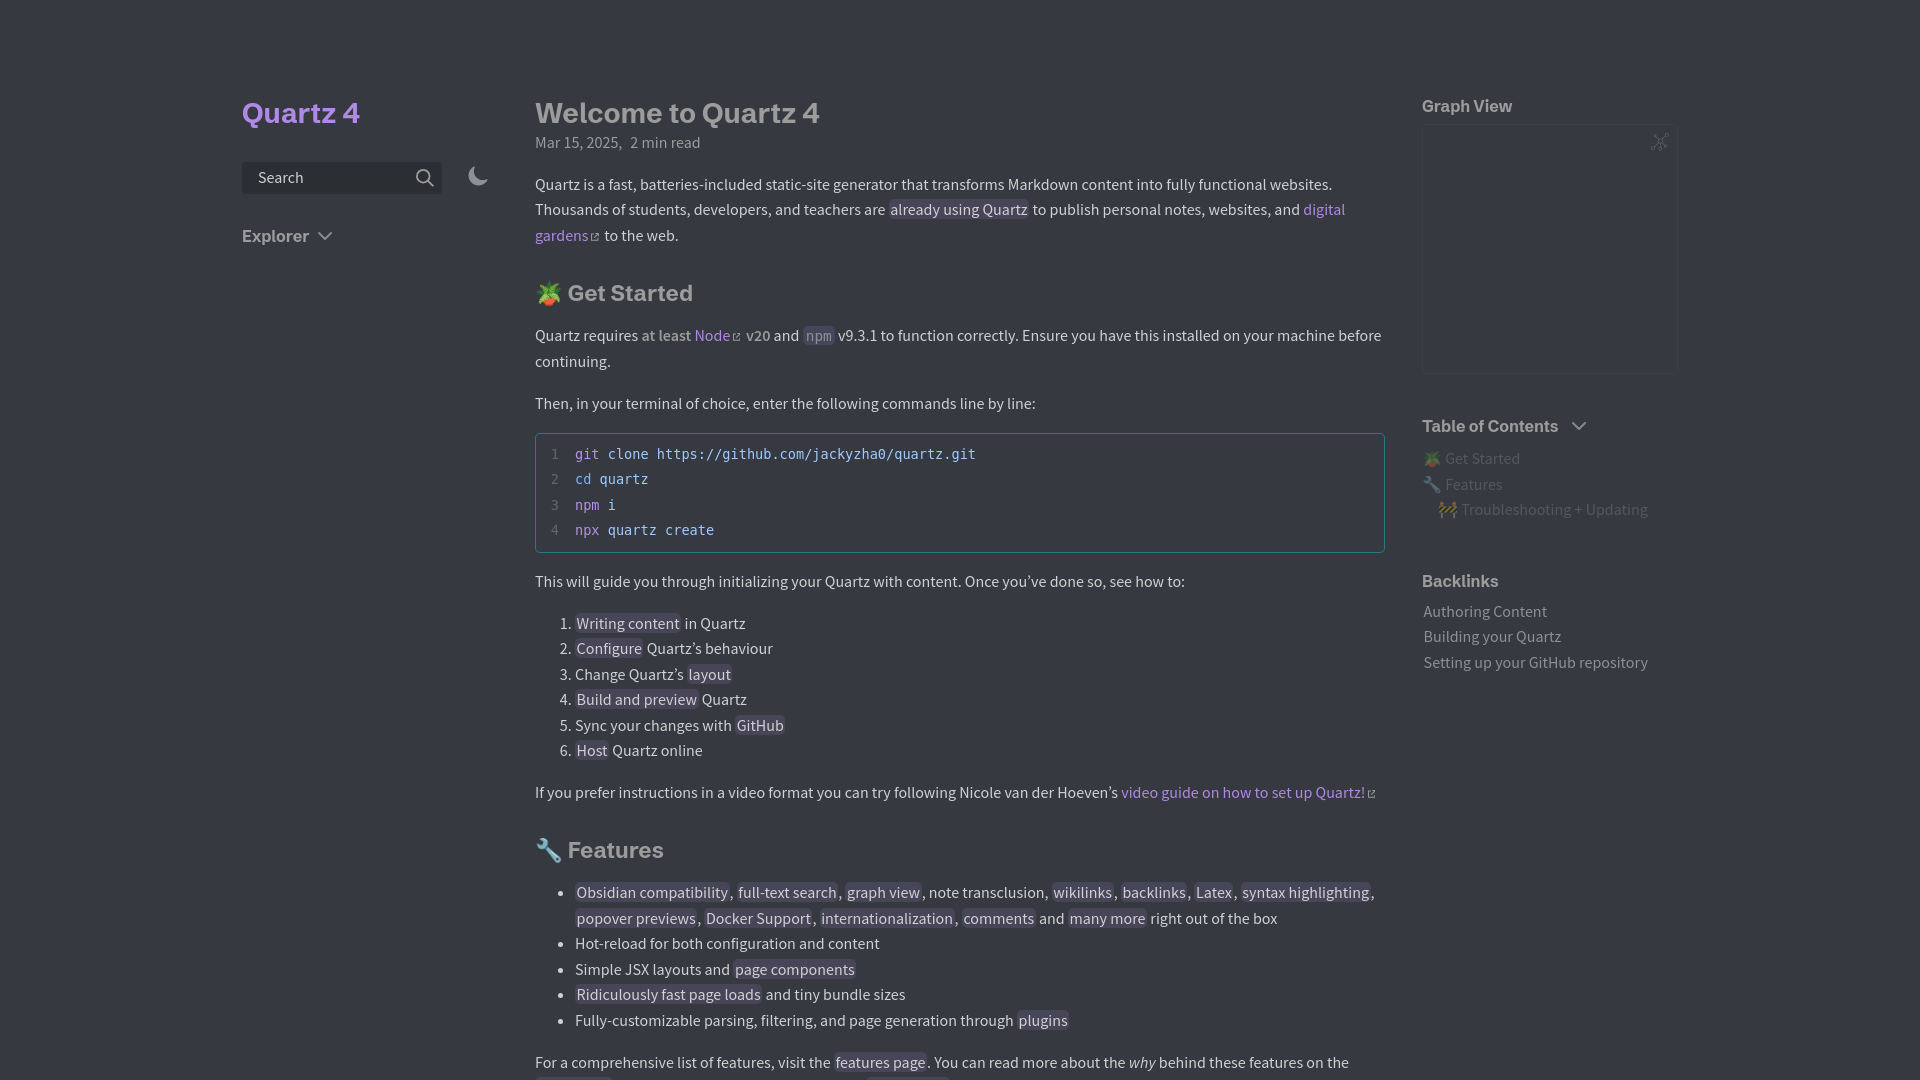 Quartz 4
Search
Explorer
Welcome to Quartz 4
Mar 15, 2025, 2 min read
Quartz is a fast, batteries-included static-site generator that transforms Markdown content into fully functional websites.
Thousands of students, developers, and teachers are already using Quartz to publish personal notes, websites, and digital
gardens to the web.
🪴 Get Started
Quartz requires at least Node v20 and npm v9.3.1 to function correctly. Ensure you have this installed on your machine before
continuing.
Then, in your terminal of choice, enter the following commands line by line:
1 git clone https://github.com/jackyzha0/quartz.git
2 cd quartz
3 npm i
4 npx quartz create
This will guide you through initializing your Quartz with content. Once you’ve done so, see how to:
1. Writing content in Quartz
2. Configure Quartz’s behaviour
3. Change Quartz’s layout
4. Build and preview Quartz
5. Sync your changes with GitHub
6. Host Quartz online
If you prefer instructions in a video format you can try following Nicole van der Hoeven’s video guide on how to set up Quartz!
🔧 Features
• Obsidian compatibility, full-text search, graph view, note transclusion, wikilinks, backlinks, Latex, syntax highlighting,
popover previews, Docker Support, internationalization, comments and many more right out of the box
• Hot-reload for both configuration and content
• Simple JSX layouts and page components
• Ridiculously fast page loads and tiny bundle sizes
• Fully-customizable parsing, filtering, and page generation through plugins
For a comprehensive list of features, visit the features page. You can read more about the why behind these features on the
Graph View
Table of Contents
🪴 Get Started
🔧 Features
🚧 Troubleshooting + Updating
Backlinks
Authoring Content
Building your Quartz
Setting up your GitHub repository